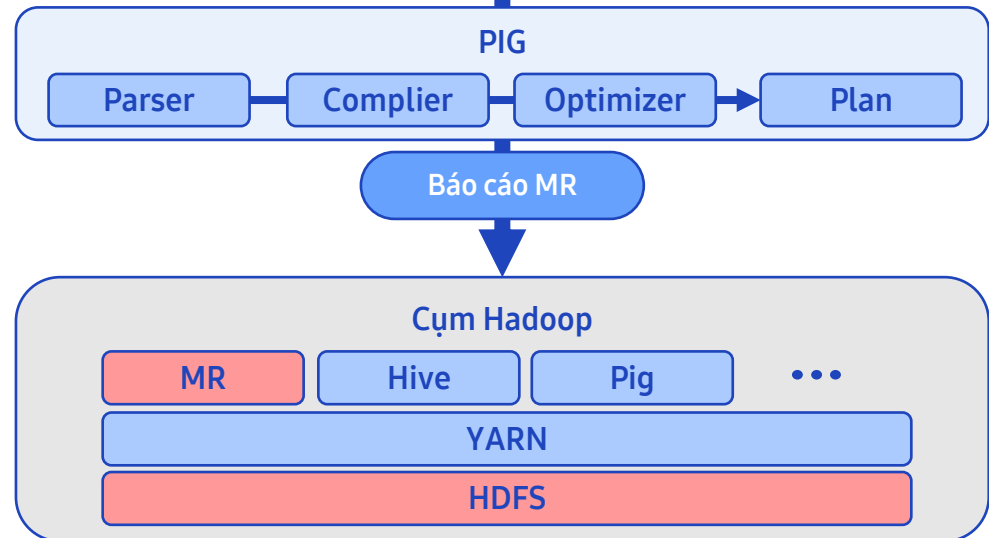 PIG
Parser Complier Optimizer Plan
Báo cáo MR
Cụm Hadoop
MR Hive Pig •••
YARN
HDFS